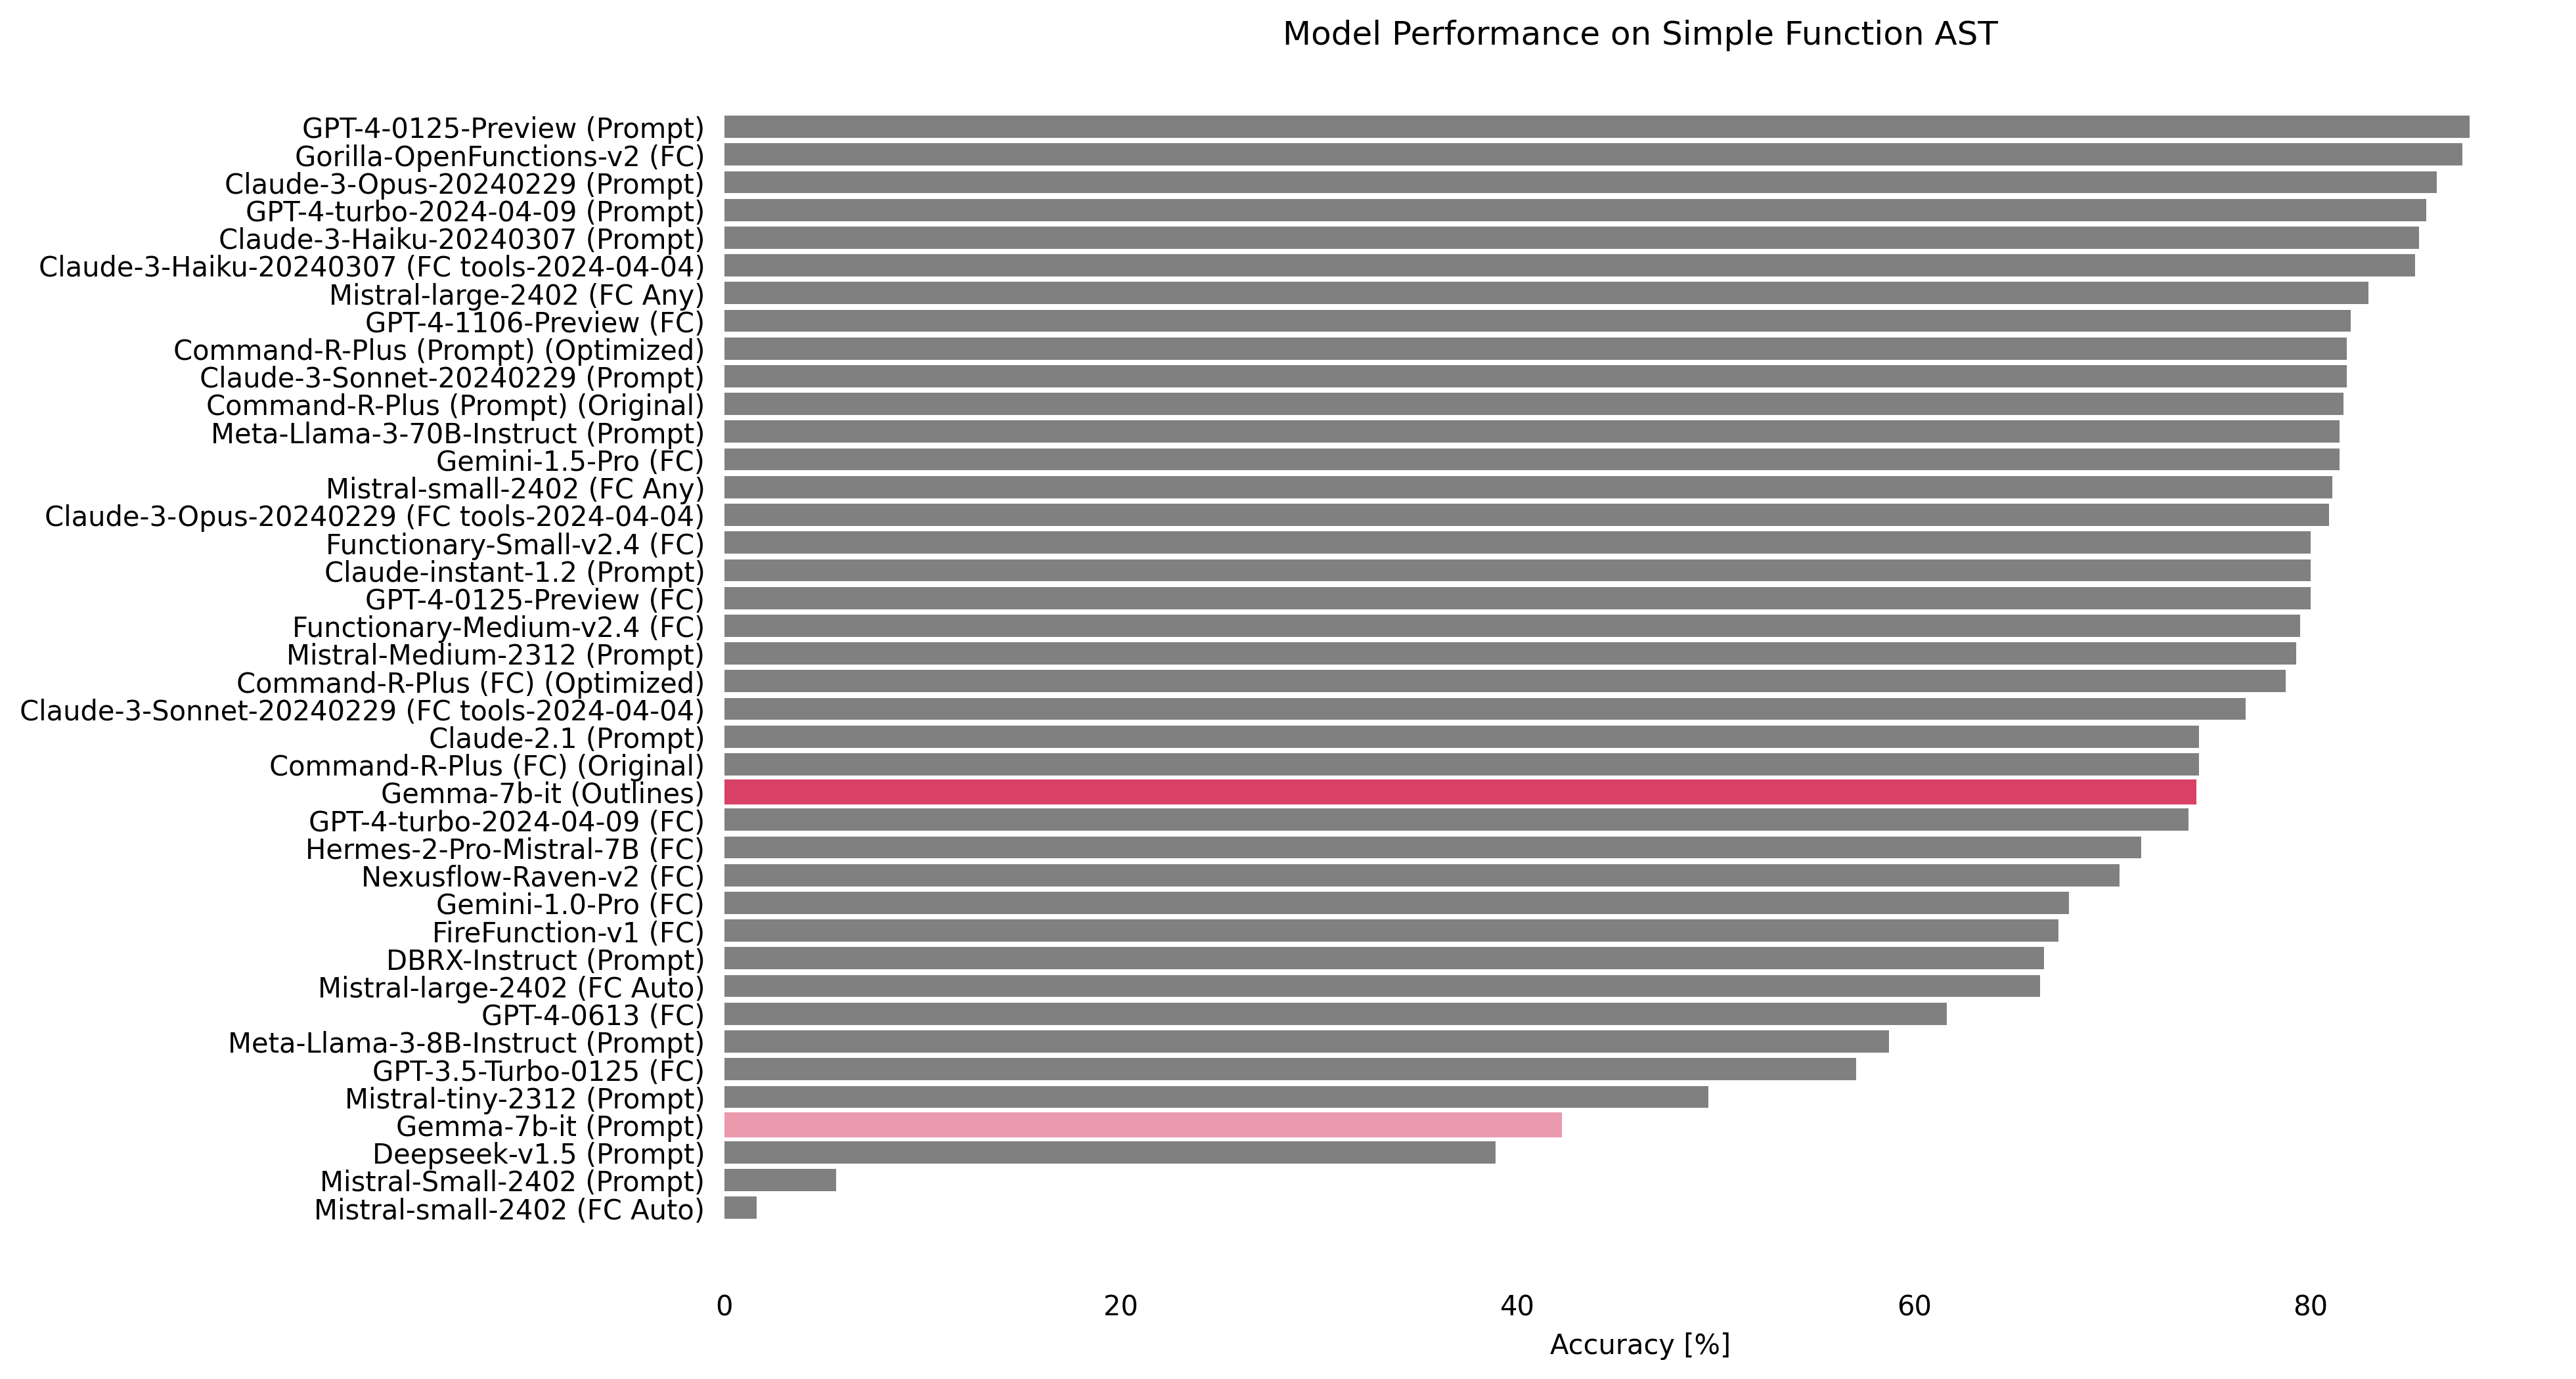 Model Performance on Simple Function AST
GPT-4-0125-Preview (Prompt)
Gorilla-OpenFunctions-v2 (FC)
Claude-3-Opus-20240229 (Prompt)
GPT-4-turbo-2024-04-09 (Prompt)
Claude-3-Haiku-20240307 (Prompt)
Claude-3-Haiku-20240307 (FC tools-2024-04-04)
Mistral-large-2402 (FC Any)
GPT-4-1106-Preview (FC)
Command-R-Plus (Prompt) (Optimized)
Claude-3-Sonnet-20240229 (Prompt)
Command-R-Plus (Prompt) (Original)
Meta-Llama-3-70B-Instruct (Prompt)
Gemini-1.5-Pro (FC)
Mistral-small-2402 (FC Any)
Claude-3-Opus-20240229 (FC tools-2024-04-04)
Functionary-Small-v2.4 (FC)
Claude-instant-1.2 (Prompt)
GPT-4-0125-Preview (FC)
Functionary-Medium-v2.4 (FC)
Mistral-Medium-2312 (Prompt)
Command-R-Plus (FC) (Optimized)
Claude-3-Sonnet-20240229 (FC tools-2024-04-04)
Claude-2.1 (Prompt)
Command-R-Plus (FC) (Original)
Gemma-7b-it (Outlines)
GPT-4-turbo-2024-04-09 (FC)
Hermes-2-Pro-Mistral-7B (FC)
Nexusflow-Raven-v2 (FC)
Gemini-1.0-Pro (FC)
FireFunction-v1 (FC)
DBRX-Instruct (Prompt)
Mistral-large-2402 (FC Auto)
GPT-4-0613 (FC)
Meta-Llama-3-8B-Instruct (Prompt)
GPT-3.5-Turbo-0125 (FC)
Mistral-tiny-2312 (Prompt)
Gemma-7b-it (Prompt)
Deepseek-v1.5 (Prompt)
Mistral-Small-2402 (Prompt)
Mistral-small-2402 (FC Auto)
0 20 40 60 80
Accuracy [%]